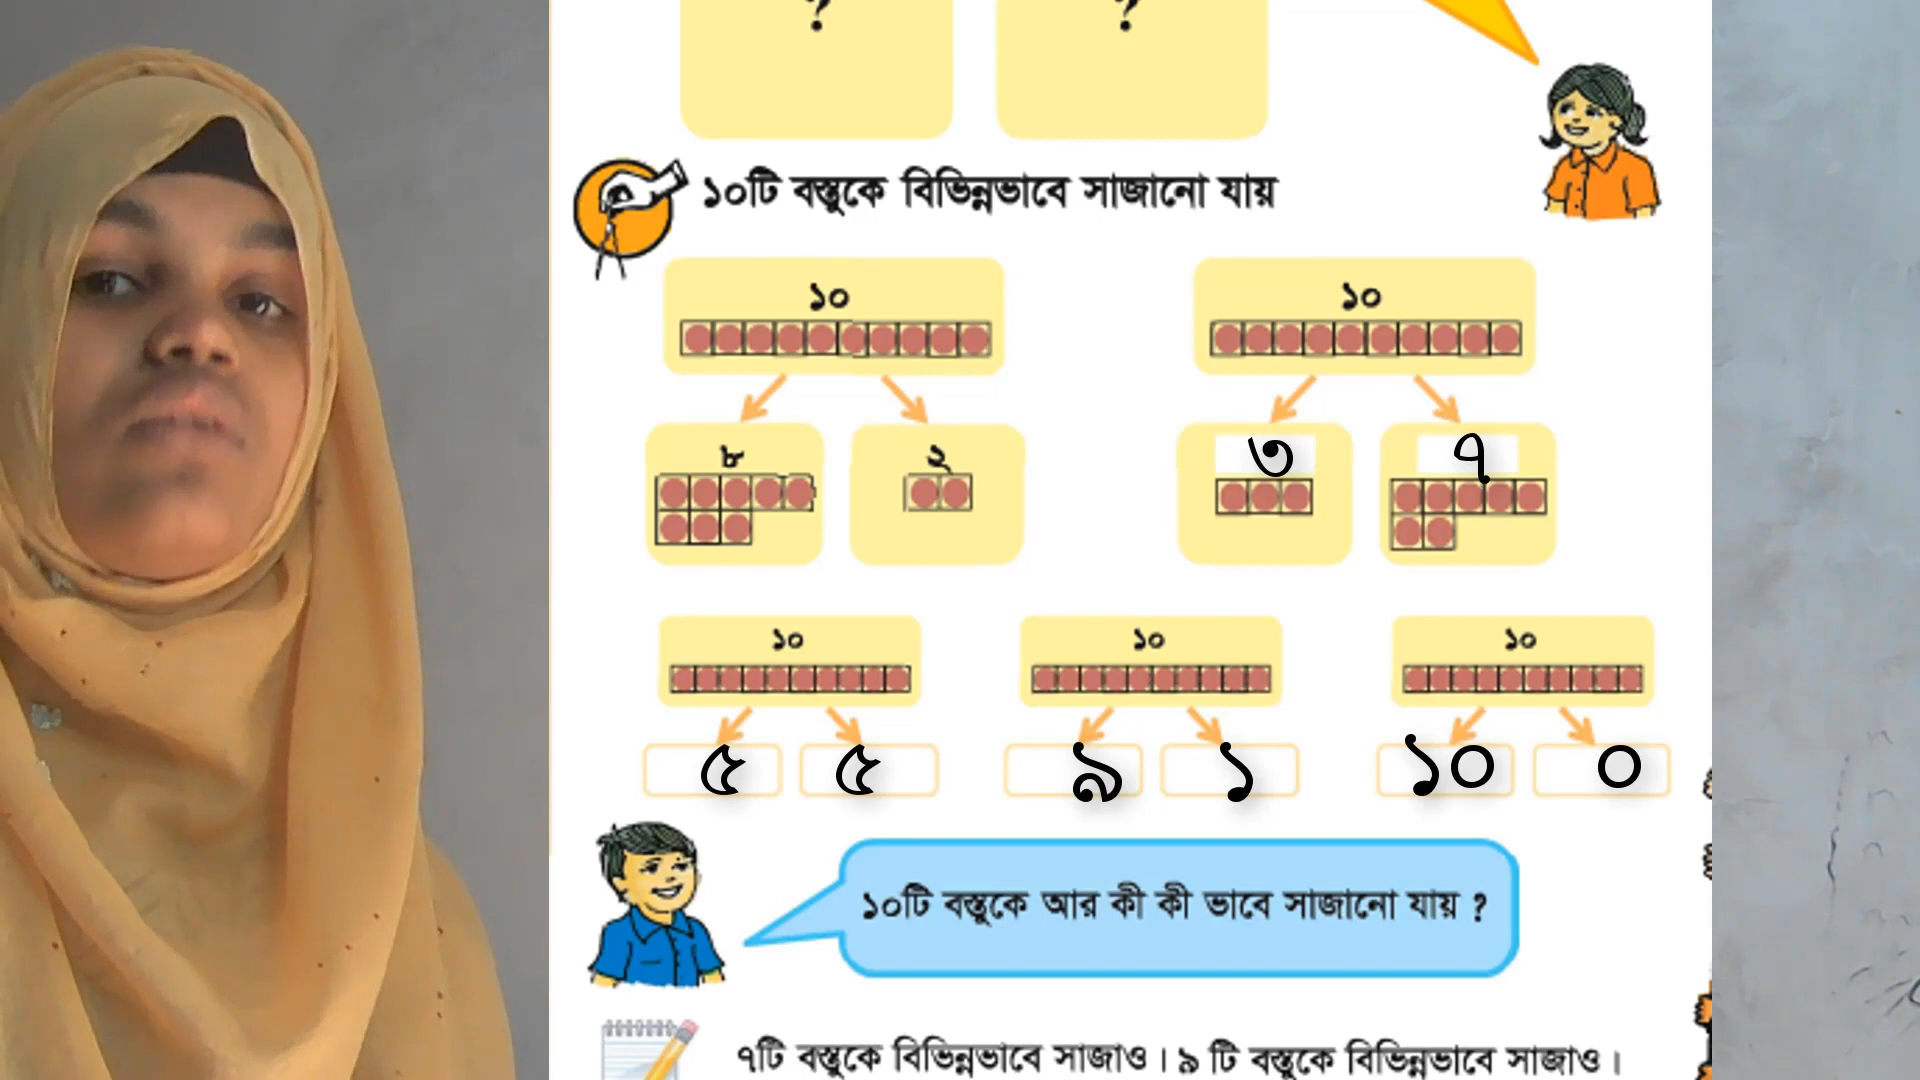 ? ?
১০টি বস্তুকে বিভিন্নভাবে সাজানো যায়
১০ ১০
৮ ২ ৩ ৭
১০ ১০ ১০
৫ ৫ ৯ ১ ১০ ০
১০টি বস্তুকে আর কী কী ভাবে সাজানো যায় ?
৭টি বস্তুকে বিভিন্নভাবে সাজাও । ৯ টি বস্তুকে বিভিন্নভাবে সাজাও ।